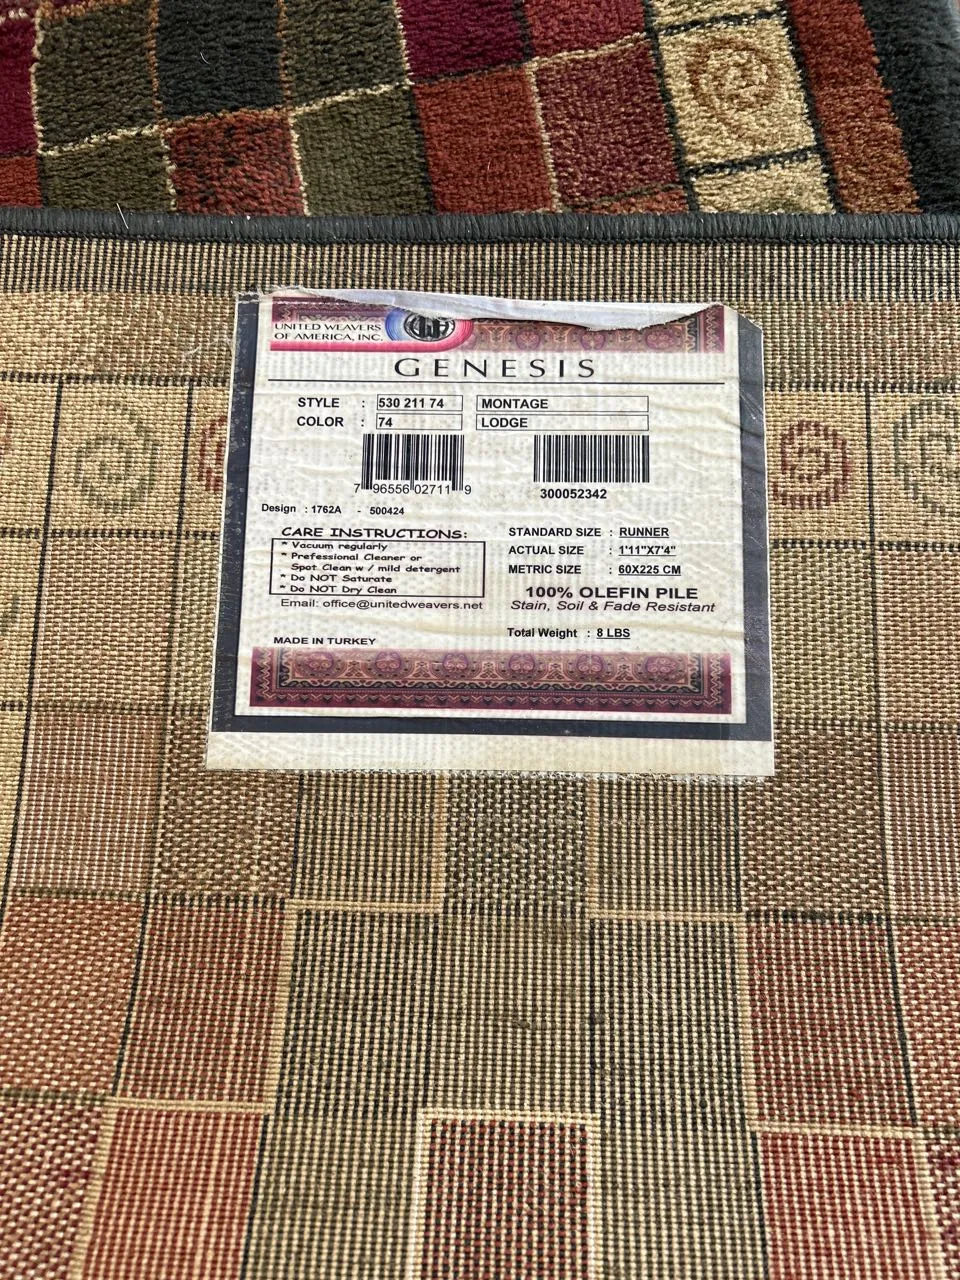 UNITED WEAVERS
OF AMERICA, INC.
GENESIS
STYLE : 530 211 74 MONTAGE
COLOR : 74 LODGE
7 96556 02711 9
300052342
Design : 1762A - 500424
CARE INSTRUCTIONS:
* Vacuum regularly
* Prefessional Cleaner or
Spot Clean w / mild detergent
* Do NOT Saturate
* Do NOT Dry Clean
Email: office@unitedweavers.net
MADE IN TURKEY
STANDARD SIZE : RUNNER
ACTUAL SIZE : 1'11"X7'4"
METRIC SIZE : 60X225 CM
100% OLEFIN PILE
Stain, Soil & Fade Resistant
Total Weight : 8 LBS